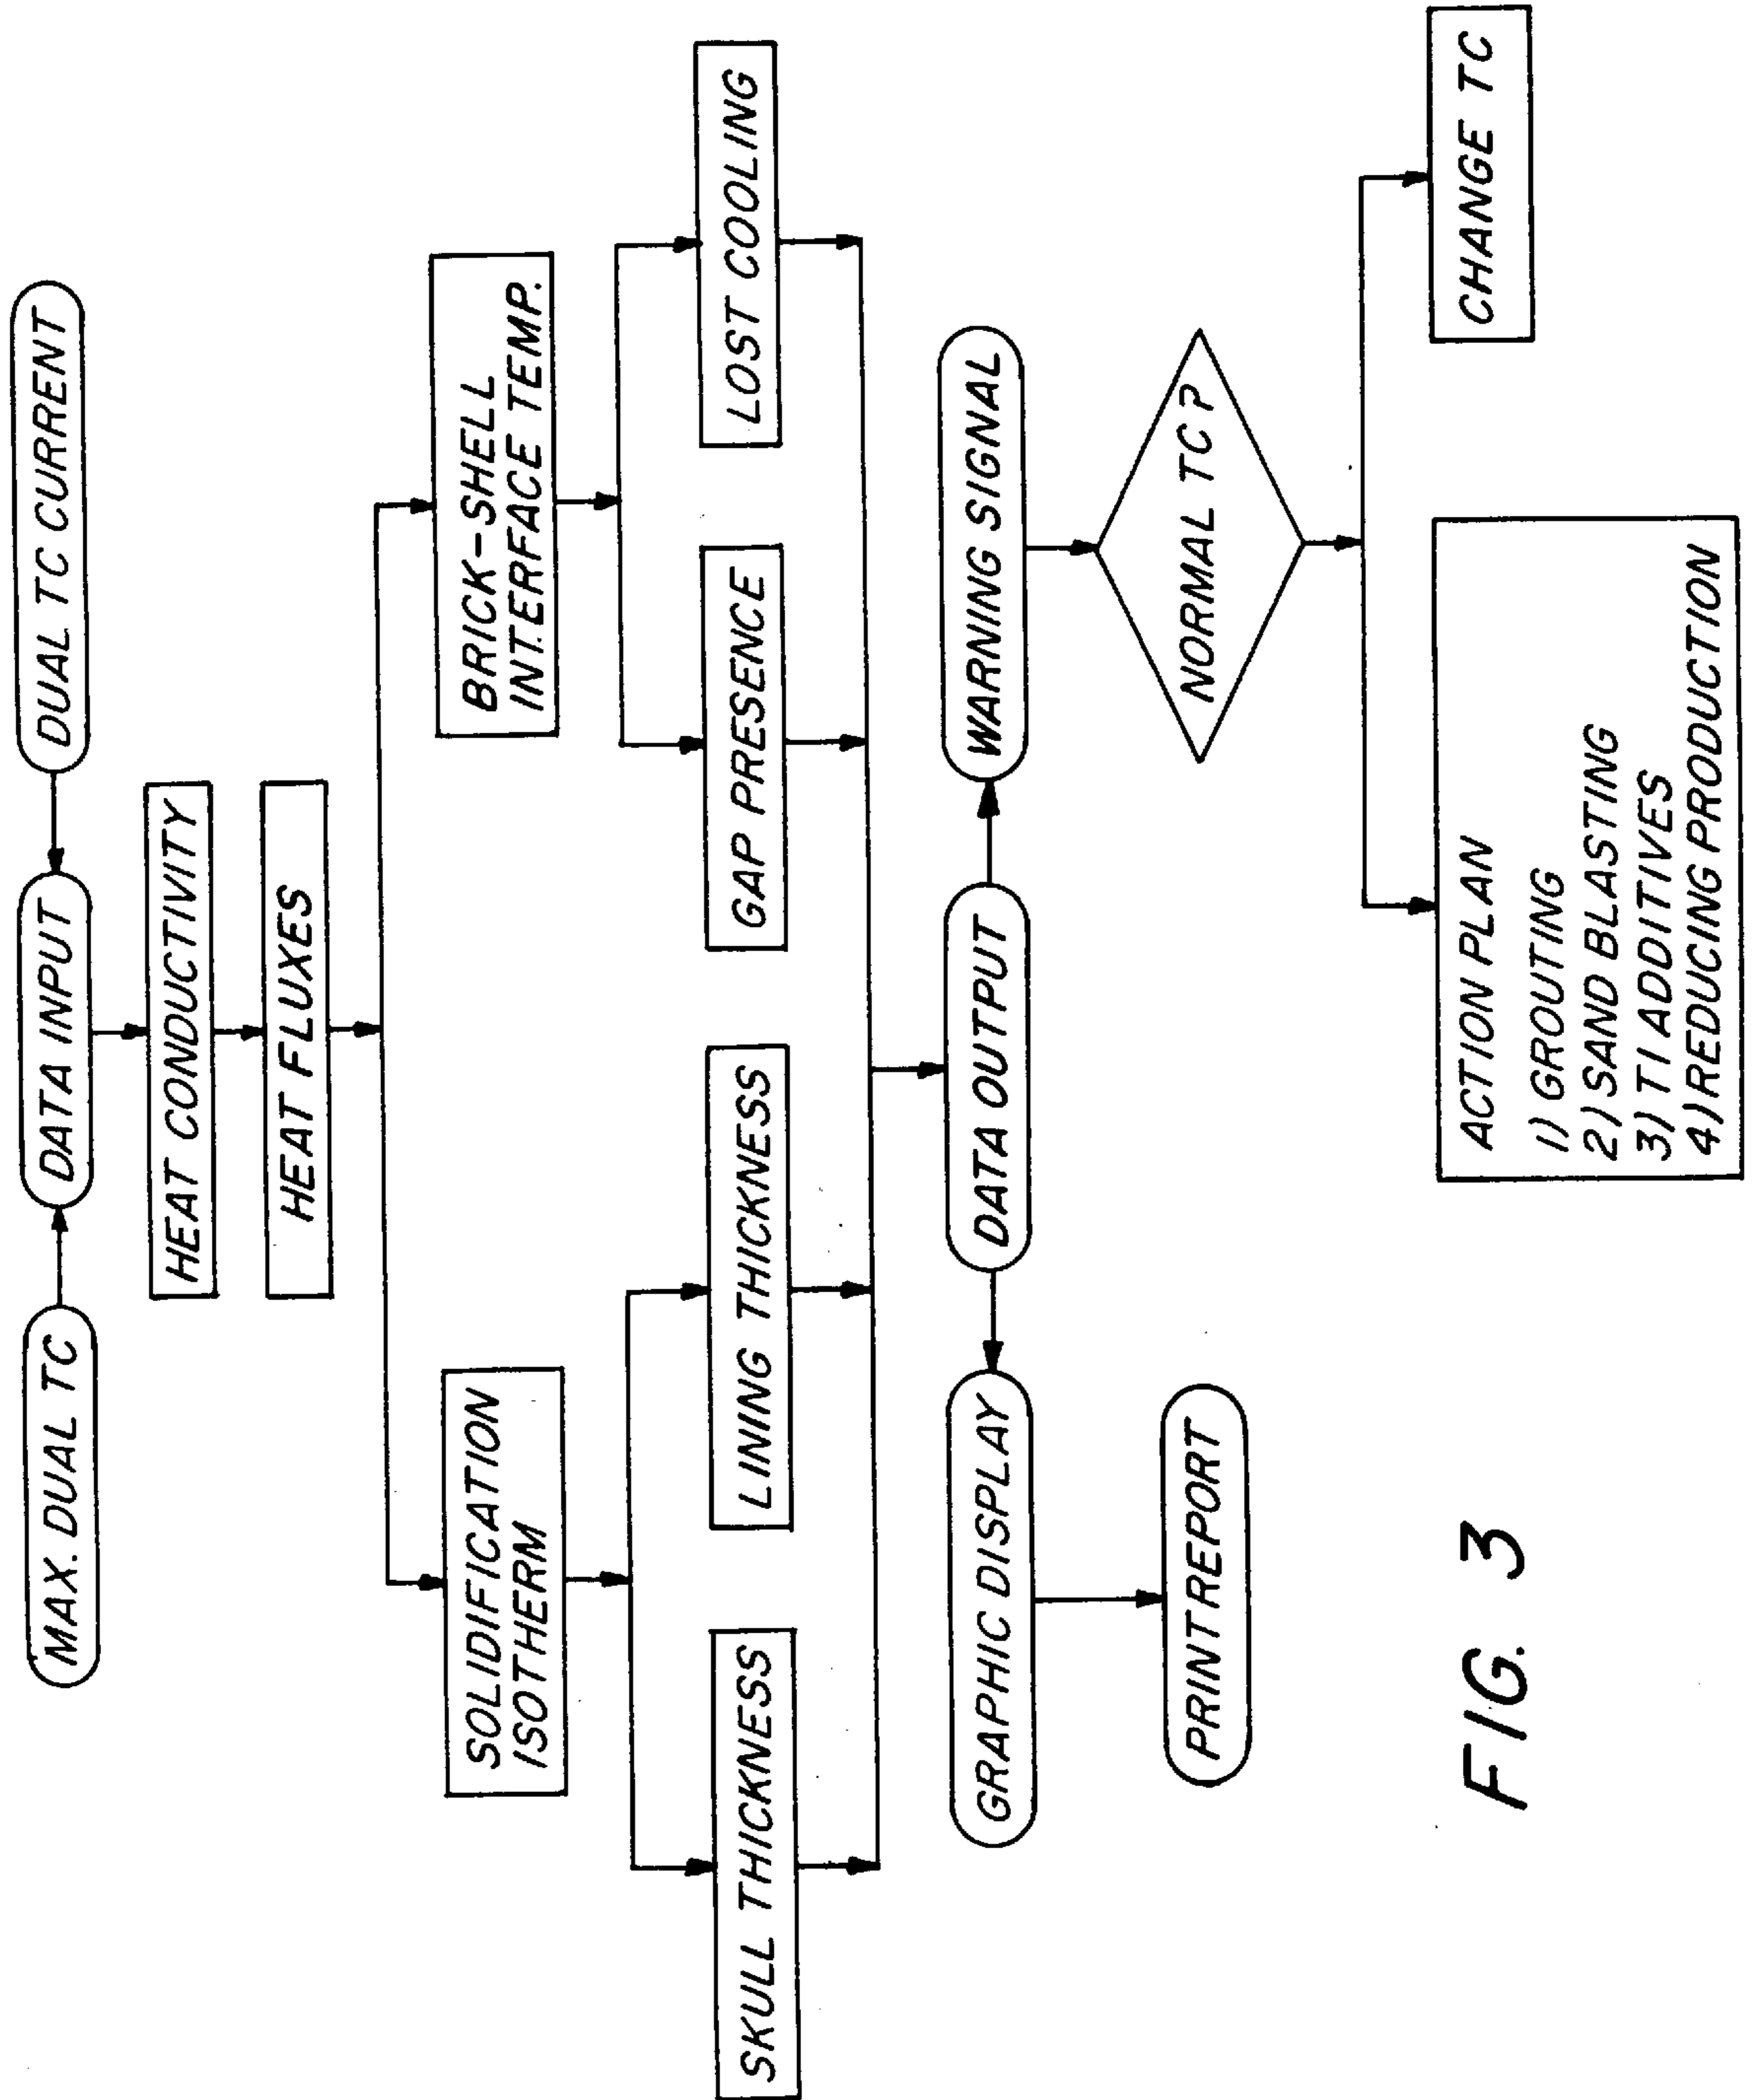 MAX. DUAL TC
DATA INPUT
DUAL TC CURRENT
HEAT CONDUCTIVITY
HEAT FLUXES
SOLIDIFICATION
ISOTHERM
BRICK-SHELL
INTERFACE TEMP.
SKULL THICKNESS
LINING THICKNESS
GAP PRESENCE
LOST COOLING
GRAPHIC DISPLAY
DATA OUTPUT
WARNING SIGNAL
PRINT REPORT
NORMAL TC?
ACTION PLAN
1) GROUTING
2) SAND BLASTING
3) TI ADDITIVES
4) REDUCING PRODUCTION
CHANGE TC
FIG. 3